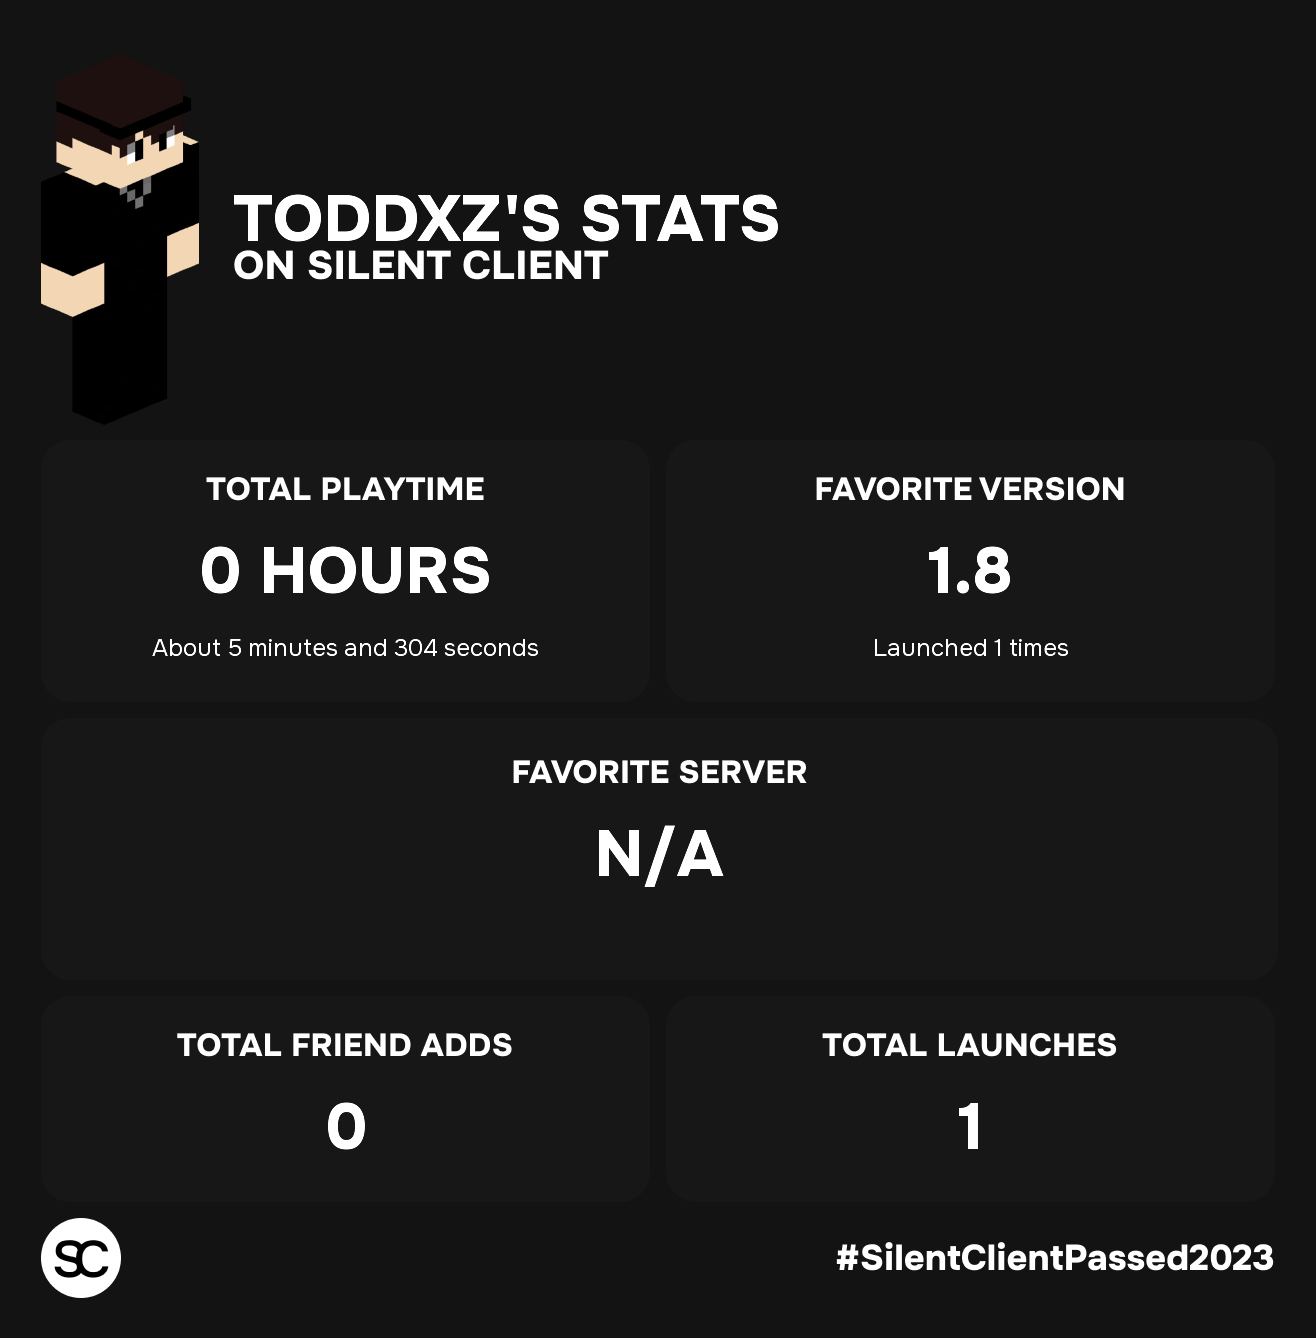 TODDXZ'S STATS
ON SILENT CLIENT
TOTAL PLAYTIME
0 HOURS
About 5 minutes and 304 seconds
FAVORITE VERSION
1.8
Launched 1 times
FAVORITE SERVER
N/A
TOTAL FRIEND ADDS
0
TOTAL LAUNCHES
1
SC
#SilentClientPassed2023